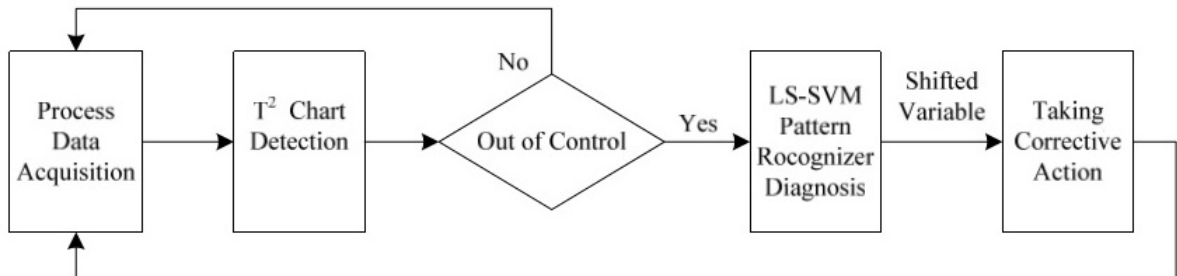 Process
Data
Acquisition
T² Chart
Detection
No
Out of Control
Yes
LS-SVM
Pattern
Rocognizer
Diagnosis
Shifted
Variable
Taking
Corrective
Action